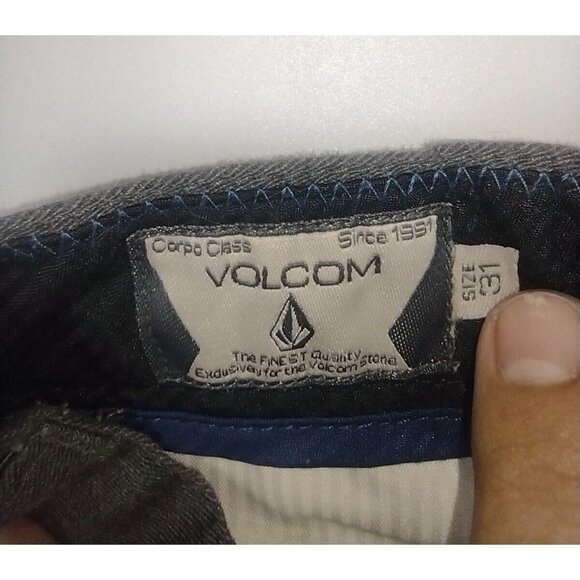 Corpo Class Since 1991
VOLCOM
The FINEST Quality
Exclusively for the Volcom Stone
SIZE
31